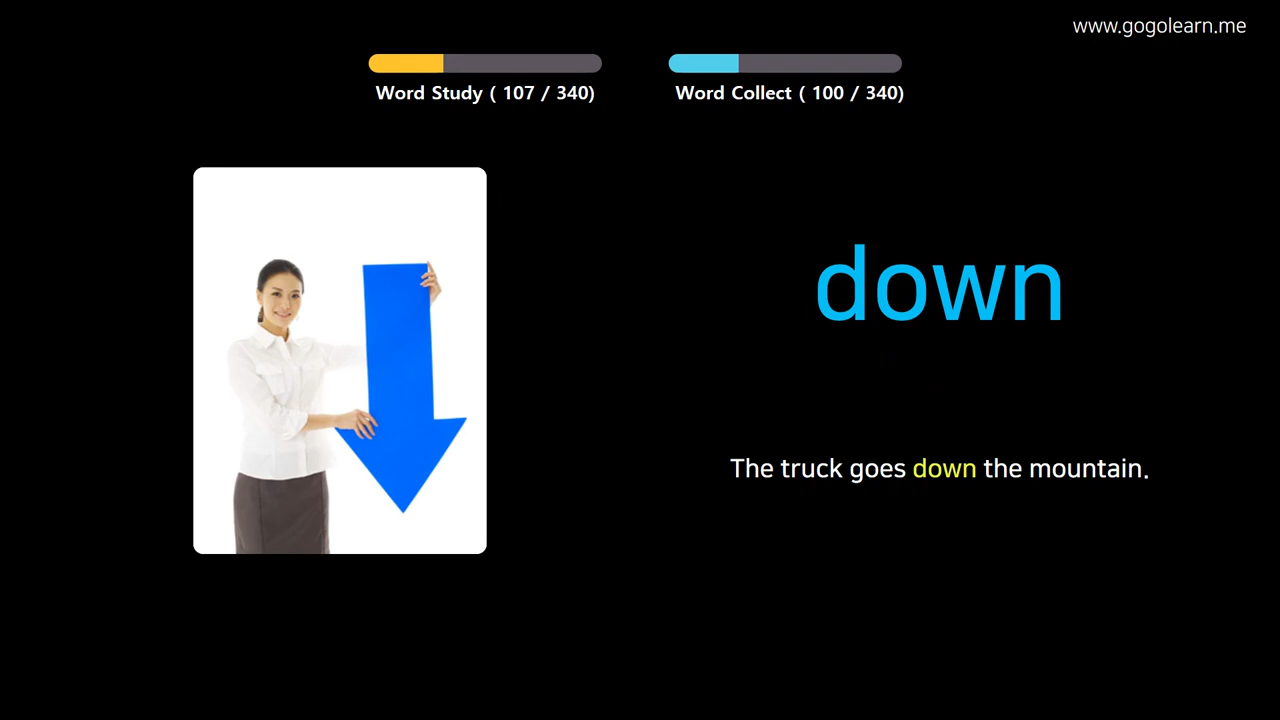 www.gogolearn.me
Word Study ( 107 / 340)
Word Collect ( 100 / 340)
down
The truck goes down the mountain.